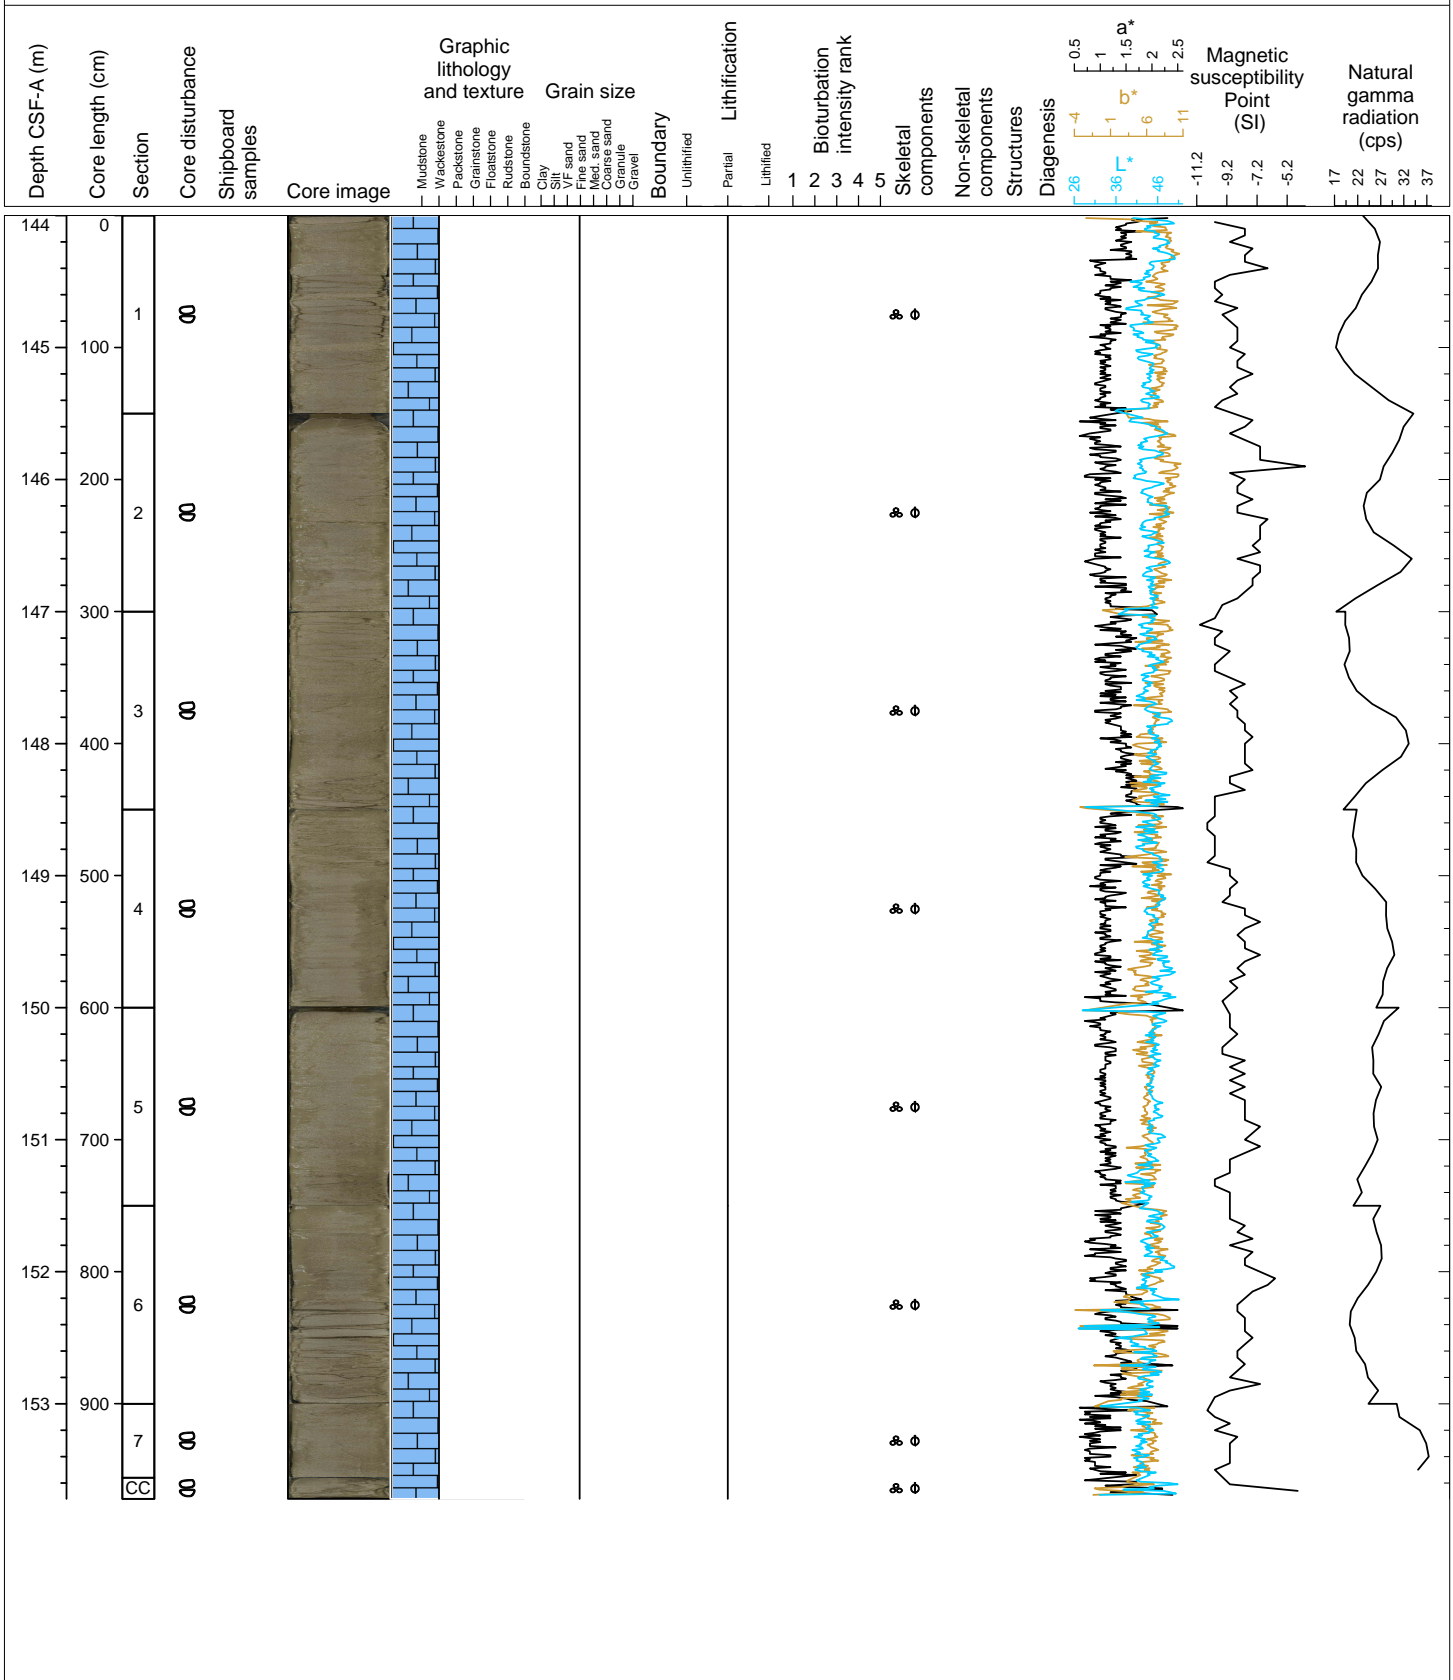 Depth CSF-A (m)
Core length (cm)
Section
Core disturbance
Shipboard
samples
Core image
Graphic
lithology
and texture
Mudstone
Wackestone
Packstone
Grainstone
Floatstone
Rudstone
Boundstone
Grain size
Clay
Silt
VF sand
Fine sand
Med. sand
Coarse sand
Granule
Gravel
Boundary
Lithification
Unlithified
Partial
Lithified
Bioturbation
intensity rank
1 2 3 4 5
Skeletal
components
Non-skeletal
components
Structures
Diagenesis
a*
0.5 1 1.5 2 2.5
b*
-4 1 6 11
L*
26 36 46
Magnetic
susceptibility
Point
(SI)
-11.2 -9.2 -7.2 -5.2
Natural
gamma
radiation
(cps)
17 22 27 32 37
144 0
1
145 100
146 200
2
147 300
3
148 400
149 500
4
150 600
5
151 700
152 800
6
153 900
7
CC